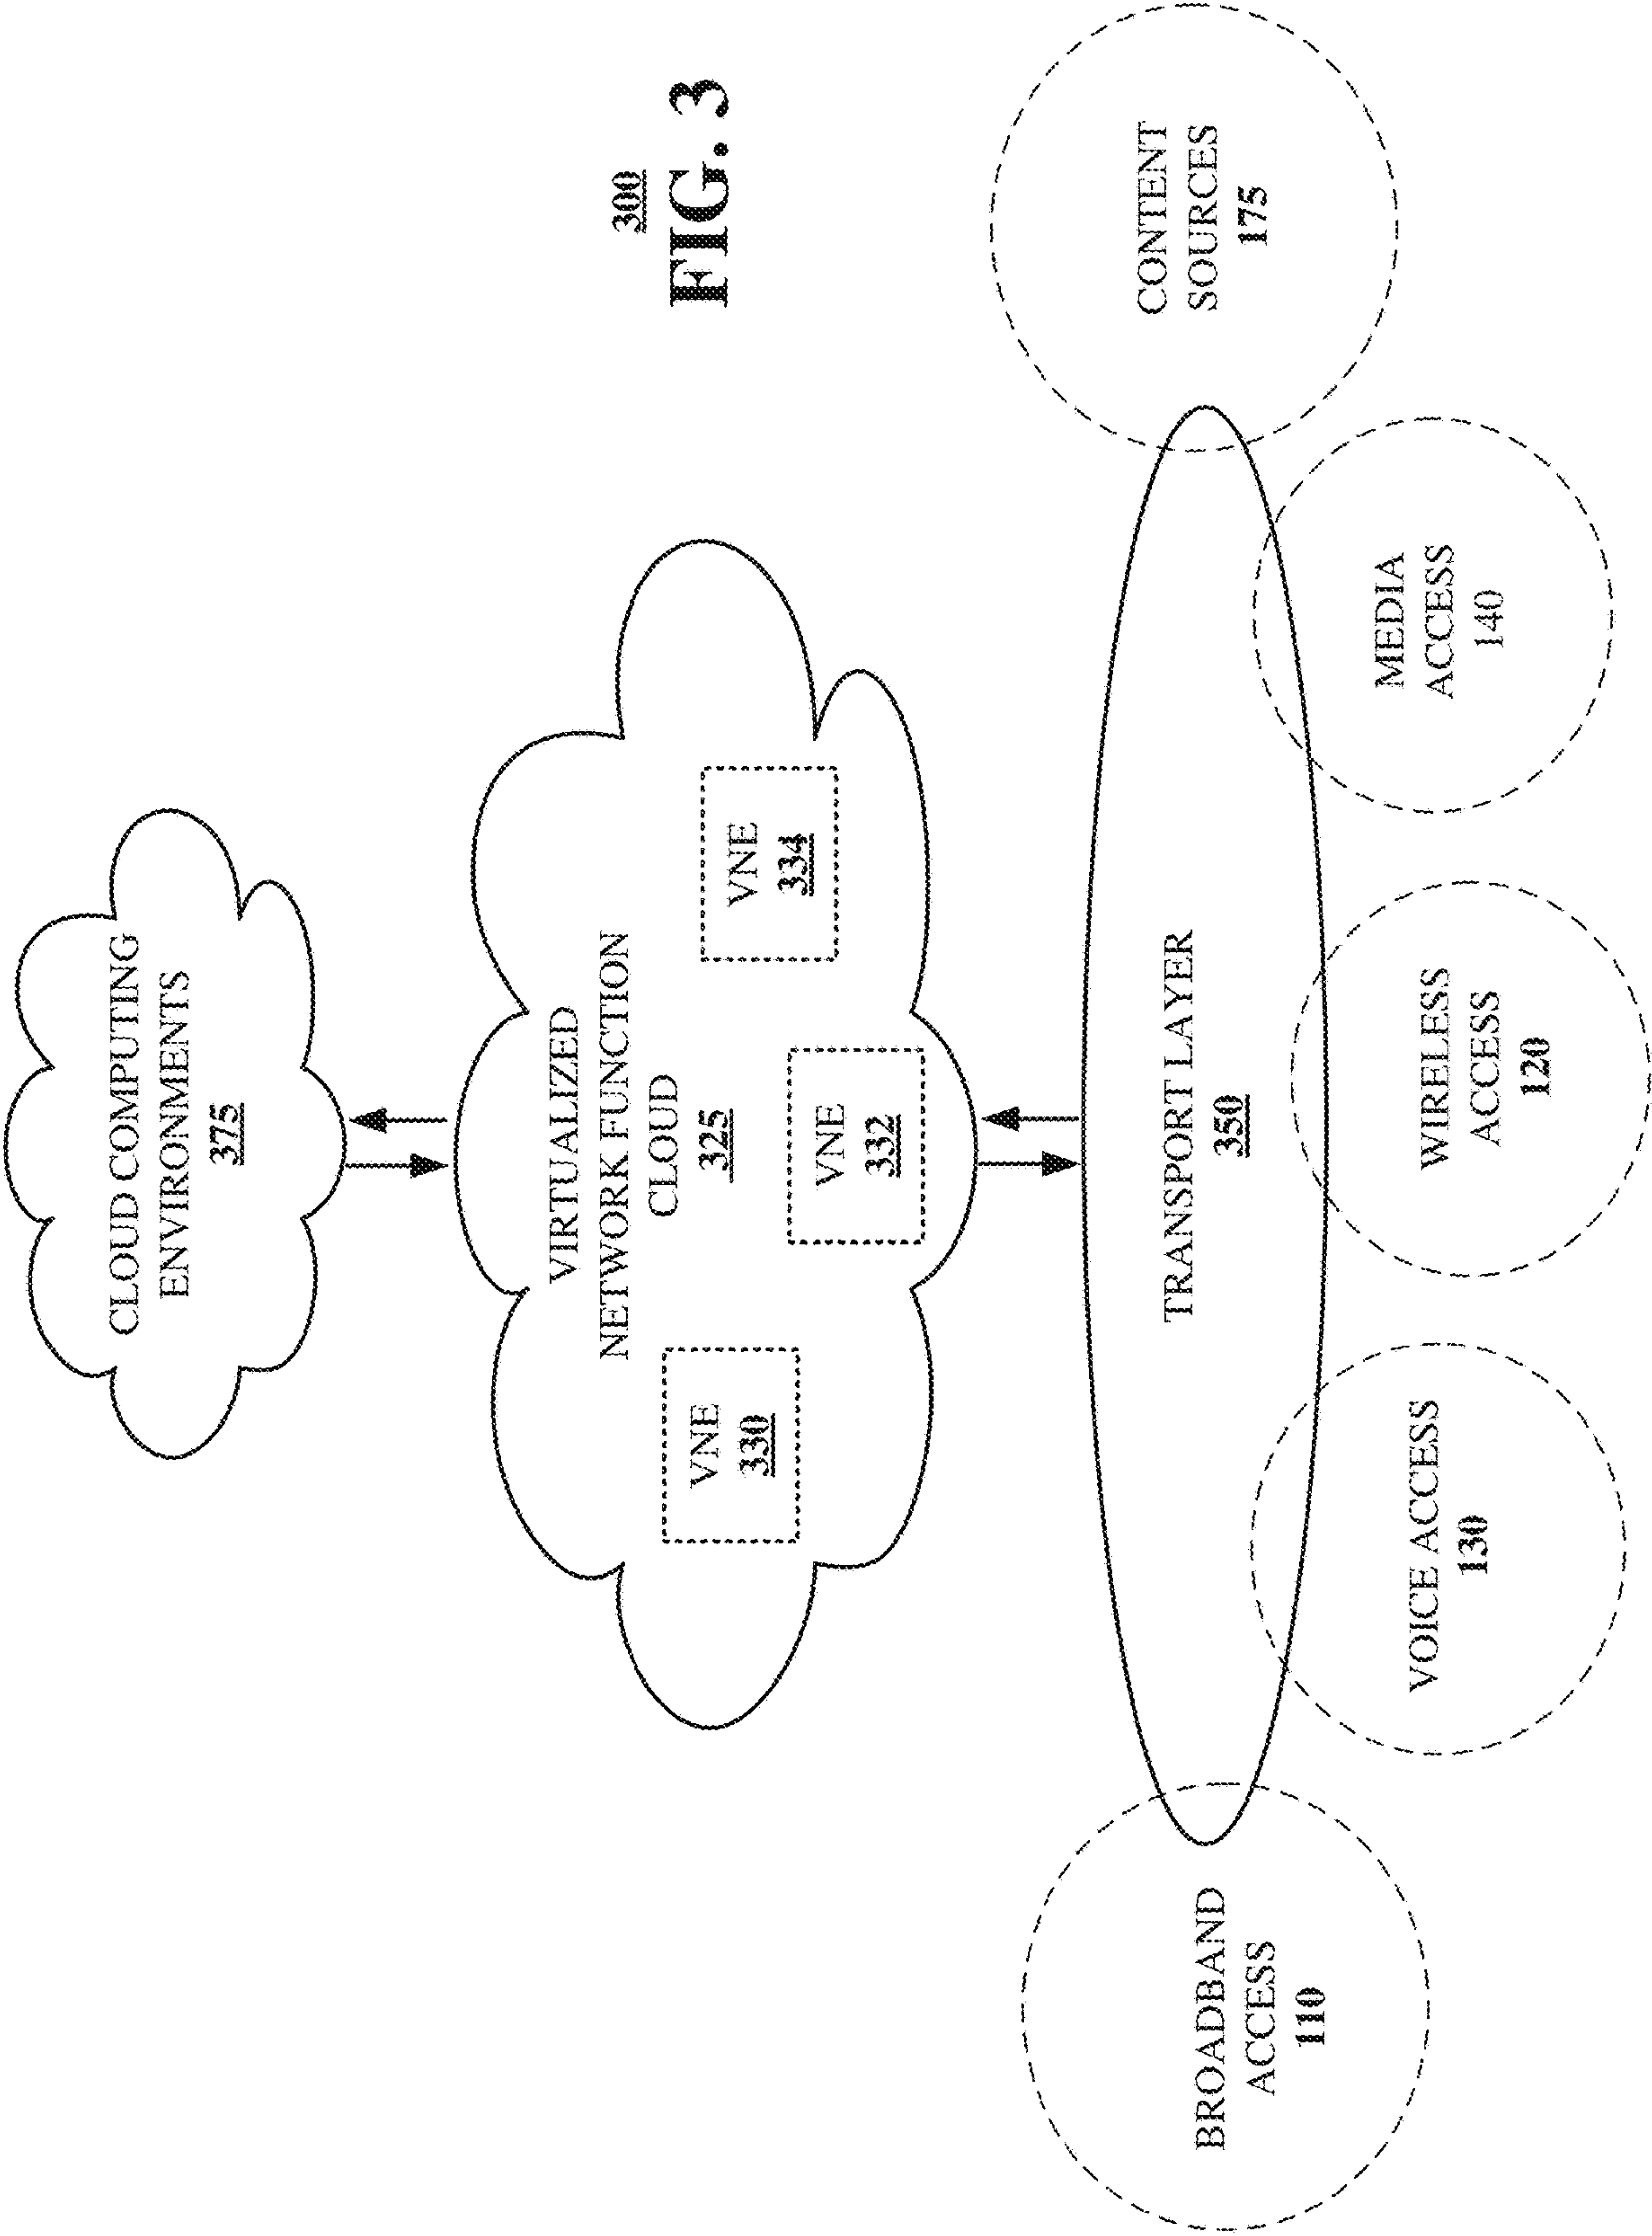 CLOUD COMPUTING
ENVIRONMENTS
375
VIRTUALIZED
NETWORK FUNCTION
CLOUD
325
VNE
330
VNE
332
VNE
334
300
FIG. 3
TRANSPORT LAYER
350
BROADBAND
ACCESS
110
VOICE ACCESS
130
WIRELESS
ACCESS
120
MEDIA
ACCESS
140
CONTENT
SOURCES
175